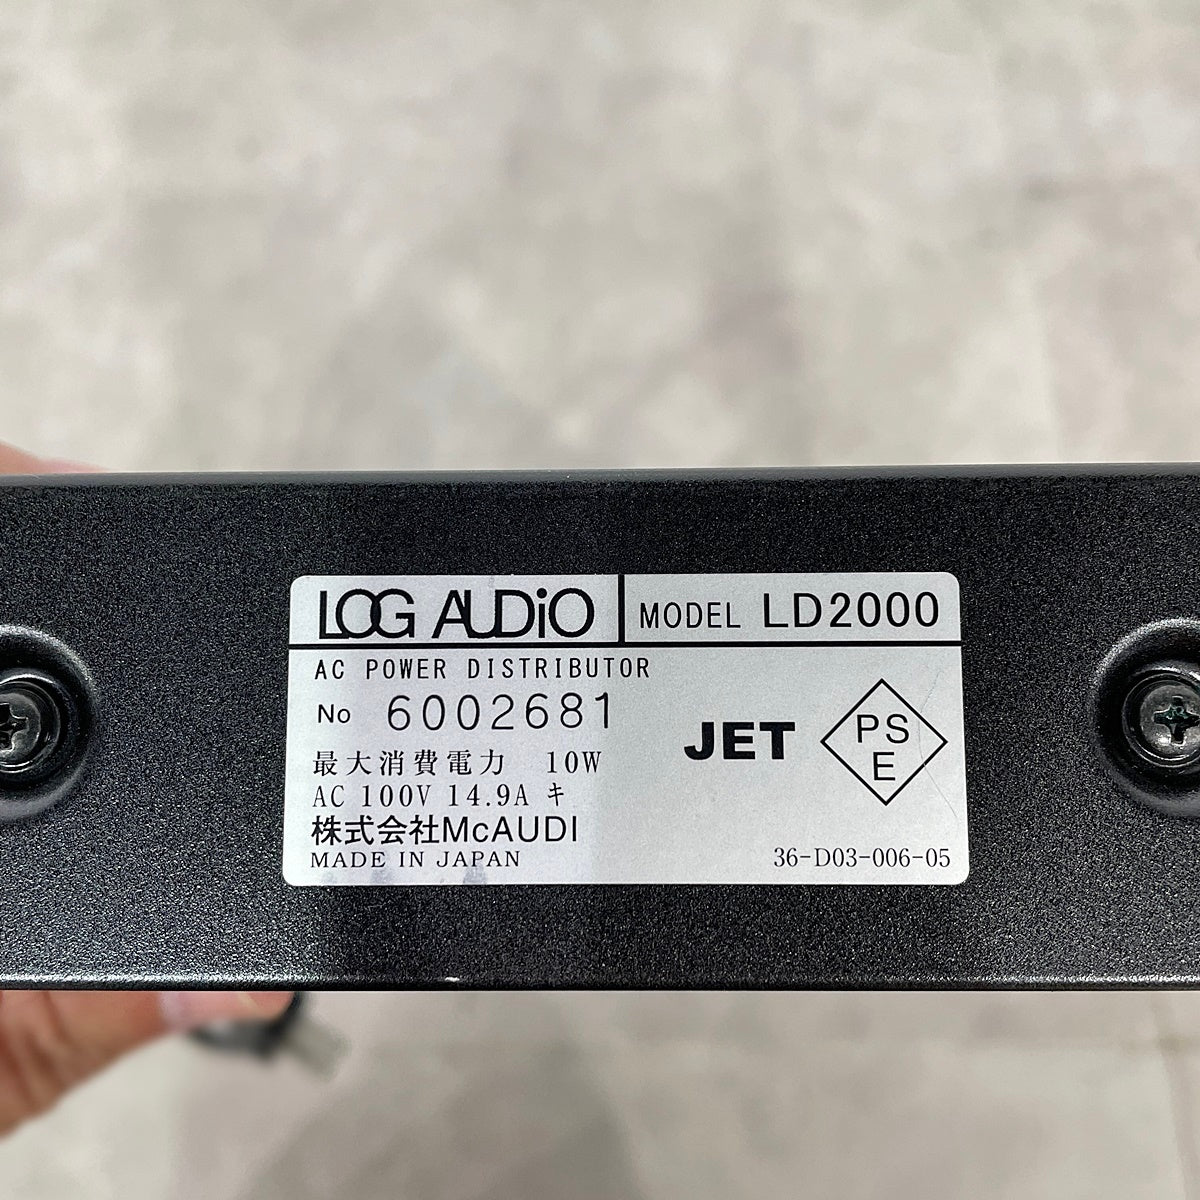 LOG AUDiO MODEL LD2000
AC POWER DISTRIBUTOR
No 6002681
最大消費電力 10W
AC 100V 14.9A キ
株式会社McAUDI
MADE IN JAPAN
JET
PS
E
36-D03-006-05